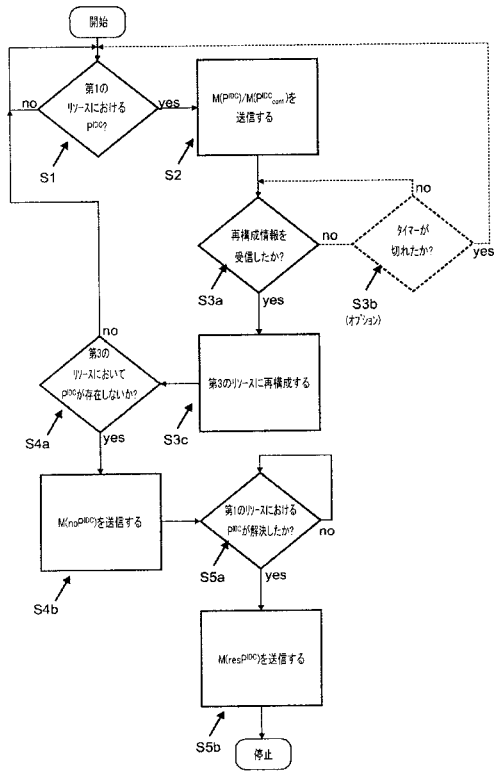 開始
第1の
リソースにおける
P^IDC?
no
yes
S1
M(P^IDC)/M(P^IDC_conf)を
送信する
S2
再構成情報を
受信したか?
no
yes
S3a
タイマーが
切れたか?
no
yes
S3b
(オプション)
第3のリソースに再構成する
S3c
第3の
リソースにおいて
P^IDCが存在しないか?
no
yes
S4a
M(noP^IDC)を送信する
S4b
第1のリソースにおける
P^IDCが解決したか?
no
yes
S5a
M(resP^IDC)を送信する
S5b
停止